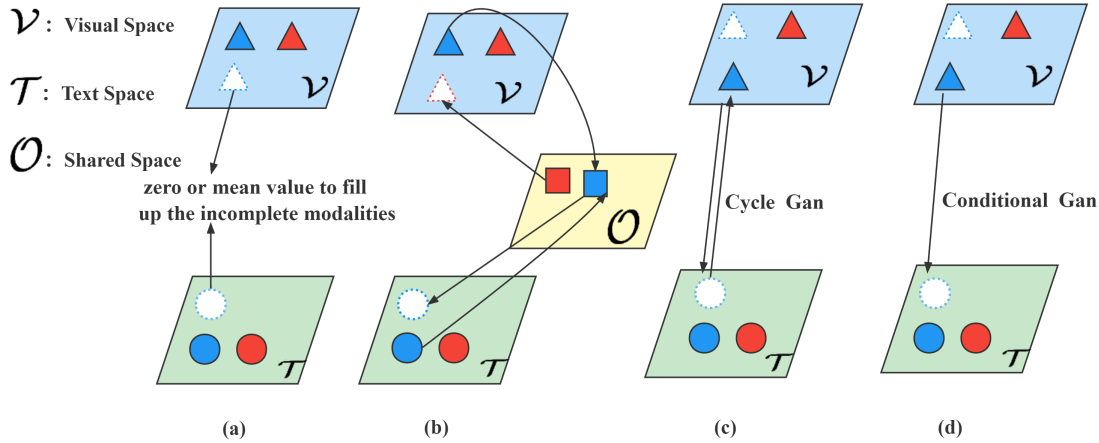 𝒱: Visual Space
𝒯: Text Space
𝒪: Shared Space
𝒱
zero or mean value to fill
up the incomplete modalities
𝒯
(a)
𝒱
𝒪
𝒯
(b)
𝒱
Cycle Gan
𝒯
(c)
𝒱
Conditional Gan
𝒯
(d)